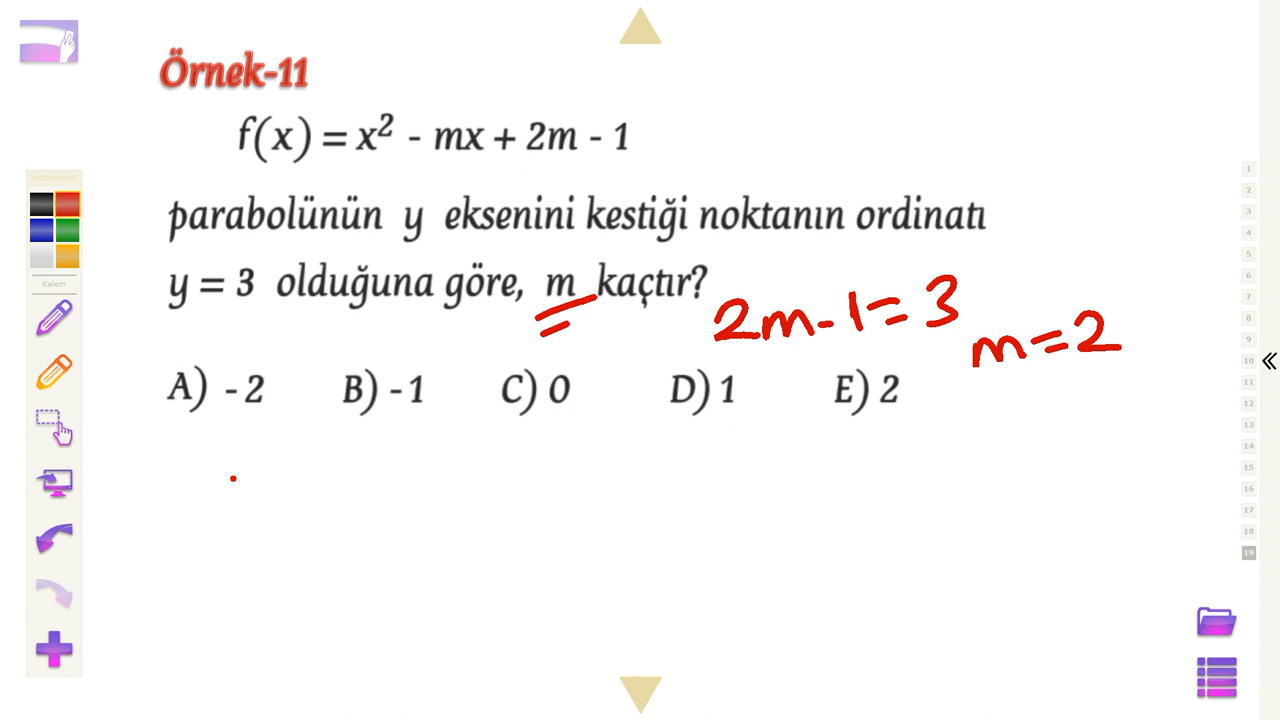 Örnek-11
f(x) = x² - mx + 2m - 1
parabolünün y eksenini kestiği noktanın ordinatı
y = 3 olduğuna göre, m kaçtır?
2m-1=3
m=2
A) -2 B) -1 C) 0 D) 1 E) 2
Kalem
1
2
3
4
5
6
7
8
9
10
11
12
13
14
15
16
17
18
19